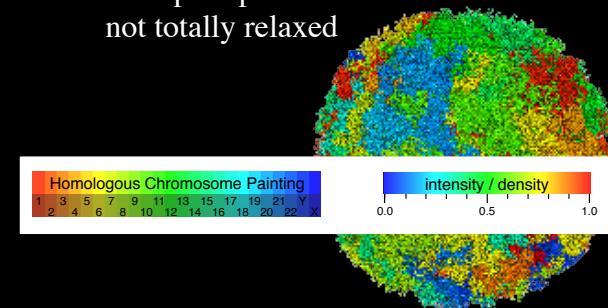 not totally relaxed
Homologous Chromosome Painting
1 3 5 7 9 11 13 15 17 19 21 Y
2 4 6 8 10 12 14 16 18 20 22 X
intensity / density
0.0 0.5 1.0